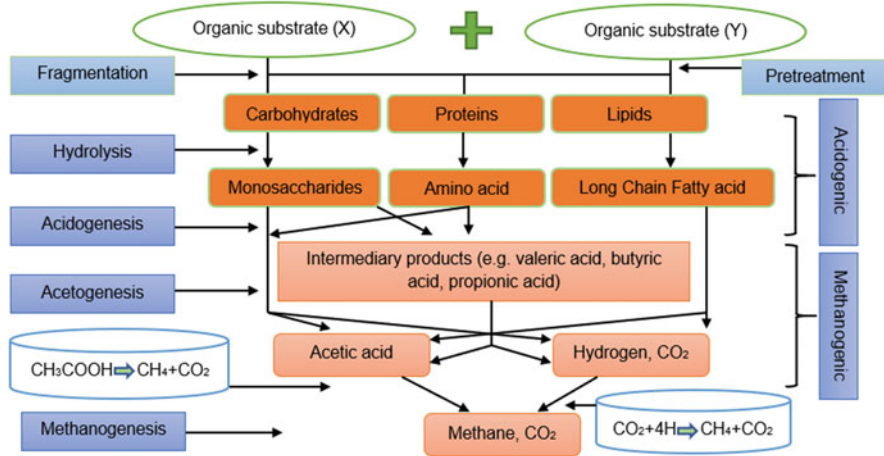 Organic substrate (X)
Organic substrate (Y)
Fragmentation
Pretreatment
Carbohydrates
Proteins
Lipids
Acidogenic
Hydrolysis
Monosaccharides
Amino acid
Long Chain Fatty acid
Acidogenesis
Intermediary products (e.g. valeric acid, butyric
acid, propionic acid)
Methanogenic
Acetogenesis
Acetic acid
Hydrogen, CO₂
CH₃COOH⇨CH₄+CO₂
Methanogenesis
Methane, CO₂
CO₂+4H⇨CH₄+CO₂